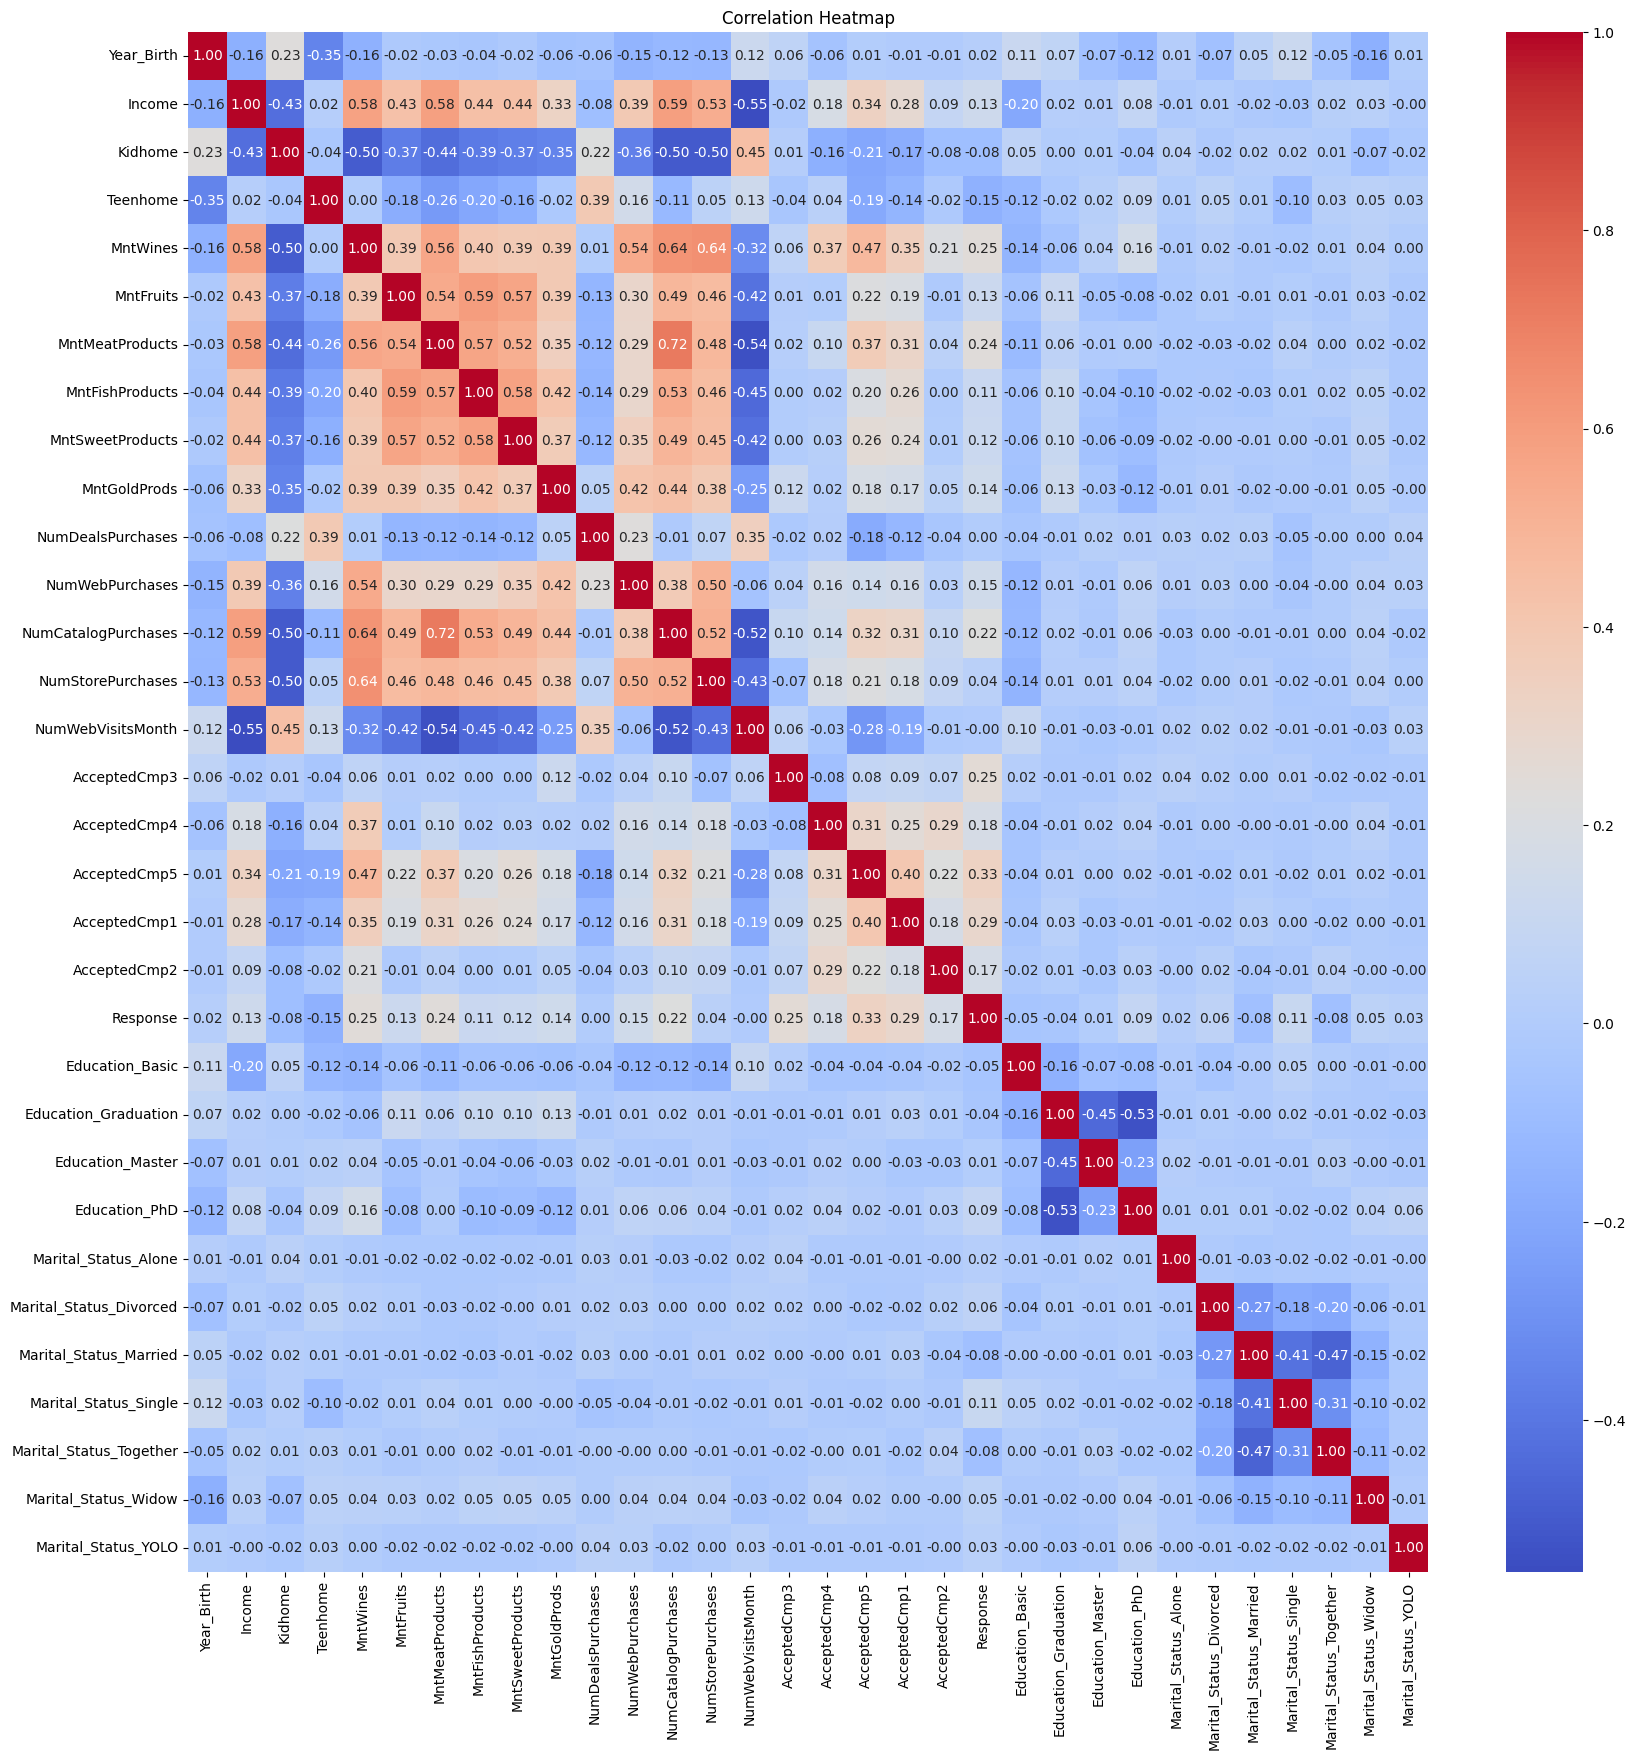 Correlation Heatmap
Year_Birth 1.00 -0.16 0.23 -0.35 -0.16 -0.02 -0.03 -0.04 -0.02 -0.06 -0.06 -0.15 -0.12 -0.13 0.12 0.06 -0.06 0.01 -0.01 -0.01 0.02 0.11 0.07 -0.07 -0.12 0.01 -0.07 0.05 0.12 -0.05 -0.16 0.01
Income -0.16 1.00 -0.43 0.02 0.58 0.43 0.58 0.44 0.44 0.33 -0.08 0.39 0.59 0.53 -0.55 -0.02 0.18 0.34 0.28 0.09 0.13 -0.20 0.02 0.01 0.08 -0.01 0.01 -0.02 -0.03 0.02 0.03 -0.00
Kidhome 0.23 -0.43 1.00 -0.04 -0.50 -0.37 -0.44 -0.39 -0.37 -0.35 0.22 -0.36 -0.50 -0.50 0.45 0.01 -0.16 -0.21 -0.17 -0.08 -0.08 0.05 0.00 0.01 -0.04 0.04 -0.02 0.02 0.02 0.01 -0.07 -0.02
Teenhome -0.35 0.02 -0.04 1.00 0.00 -0.18 -0.26 -0.20 -0.16 -0.02 0.39 0.16 -0.11 0.05 0.13 -0.04 0.04 -0.19 -0.14 -0.02 -0.15 -0.12 -0.02 0.02 0.09 0.01 0.05 0.01 -0.10 0.03 0.05 0.03
MntWines -0.16 0.58 -0.50 0.00 1.00 0.39 0.56 0.40 0.39 0.39 0.01 0.54 0.64 0.64 -0.32 0.06 0.37 0.47 0.35 0.21 0.25 -0.14 -0.06 0.04 0.16 -0.01 0.02 -0.01 -0.02 0.01 0.04 0.00
MntFruits -0.02 0.43 -0.37 -0.18 0.39 1.00 0.54 0.59 0.57 0.39 -0.13 0.30 0.49 0.46 -0.42 0.01 0.01 0.22 0.19 -0.01 0.13 -0.06 0.11 -0.05 -0.08 -0.02 0.01 -0.01 0.01 -0.01 0.03 -0.02
MntMeatProducts -0.03 0.58 -0.44 -0.26 0.56 0.54 1.00 0.57 0.52 0.35 -0.12 0.29 0.72 0.48 -0.54 0.02 0.10 0.37 0.31 0.04 0.24 -0.11 0.06 -0.01 0.00 -0.02 -0.03 -0.02 0.04 0.00 0.02 -0.02
MntFishProducts -0.04 0.44 -0.39 -0.20 0.40 0.59 0.57 1.00 0.58 0.42 -0.14 0.29 0.53 0.46 -0.45 0.00 0.02 0.20 0.26 0.00 0.11 -0.06 0.10 -0.04 -0.10 -0.02 -0.02 -0.03 0.01 0.02 0.05 -0.02
MntSweetProducts -0.02 0.44 -0.37 -0.16 0.39 0.57 0.52 0.58 1.00 0.37 -0.12 0.35 0.49 0.45 -0.42 0.00 0.03 0.26 0.24 0.01 0.12 -0.06 0.10 -0.06 -0.09 -0.02 -0.00 -0.01 0.00 -0.01 0.05 -0.02
MntGoldProds -0.06 0.33 -0.35 -0.02 0.39 0.39 0.35 0.42 0.37 1.00 0.05 0.42 0.44 0.38 -0.25 0.12 0.02 0.18 0.17 0.05 0.14 -0.06 0.13 -0.03 -0.12 -0.01 0.01 -0.02 -0.00 -0.01 0.05 -0.00
NumDealsPurchases -0.06 -0.08 0.22 0.39 0.01 -0.13 -0.12 -0.14 -0.12 0.05 1.00 0.23 -0.01 0.07 0.35 -0.02 0.02 -0.18 -0.12 -0.04 0.00 -0.04 -0.01 0.02 0.01 0.03 0.02 0.03 -0.05 -0.00 0.00 0.04
NumWebPurchases -0.15 0.39 -0.36 0.16 0.54 0.30 0.29 0.29 0.35 0.42 0.23 1.00 0.38 0.50 -0.06 0.04 0.16 0.14 0.16 0.03 0.15 -0.12 0.01 -0.01 0.06 0.01 0.03 0.00 -0.04 -0.00 0.04 0.03
NumCatalogPurchases -0.12 0.59 -0.50 -0.11 0.64 0.49 0.72 0.53 0.49 0.44 -0.01 0.38 1.00 0.52 -0.52 0.10 0.14 0.32 0.31 0.10 0.22 -0.12 0.02 -0.01 0.06 -0.03 0.00 -0.01 -0.01 0.00 0.04 -0.02
NumStorePurchases -0.13 0.53 -0.50 0.05 0.64 0.46 0.48 0.46 0.45 0.38 0.07 0.50 0.52 1.00 -0.43 -0.07 0.18 0.21 0.18 0.09 0.04 -0.14 0.01 0.01 0.04 -0.02 0.00 0.01 -0.02 -0.01 0.04 0.00
NumWebVisitsMonth 0.12 -0.55 0.45 0.13 -0.32 -0.42 -0.54 -0.45 -0.42 -0.25 0.35 -0.06 -0.52 -0.43 1.00 0.06 -0.03 -0.28 -0.19 -0.01 -0.00 0.10 -0.01 -0.03 -0.01 0.02 0.02 0.02 -0.01 -0.01 -0.03 0.03
AcceptedCmp3 0.06 -0.02 0.01 -0.04 0.06 0.01 0.02 0.00 0.00 0.12 -0.02 0.04 0.10 -0.07 0.06 1.00 -0.08 0.08 0.09 0.07 0.25 0.02 -0.01 -0.01 0.02 0.04 0.02 0.00 0.01 -0.02 -0.02 -0.01
AcceptedCmp4 -0.06 0.18 -0.16 0.04 0.37 0.01 0.10 0.02 0.03 0.02 0.02 0.16 0.14 0.18 -0.03 -0.08 1.00 0.31 0.25 0.29 0.18 -0.04 -0.01 0.02 0.04 -0.01 0.00 -0.00 -0.01 -0.00 0.04 -0.01
AcceptedCmp5 0.01 0.34 -0.21 -0.19 0.47 0.22 0.37 0.20 0.26 0.18 -0.18 0.14 0.32 0.21 -0.28 0.08 0.31 1.00 0.40 0.22 0.33 -0.04 0.01 0.00 0.02 -0.01 -0.02 0.01 -0.02 0.01 0.02 -0.01
AcceptedCmp1 -0.01 0.28 -0.17 -0.14 0.35 0.19 0.31 0.26 0.24 0.17 -0.12 0.16 0.31 0.18 -0.19 0.09 0.25 0.40 1.00 0.18 0.29 -0.04 0.03 -0.03 -0.01 -0.01 -0.02 0.03 0.00 -0.02 0.00 -0.01
AcceptedCmp2 -0.01 0.09 -0.08 -0.02 0.21 -0.01 0.04 0.00 0.01 0.05 -0.04 0.03 0.10 0.09 -0.01 0.07 0.29 0.22 0.18 1.00 0.17 -0.02 0.01 -0.03 0.03 -0.00 0.02 -0.04 -0.01 0.04 -0.00 -0.00
Response 0.02 0.13 -0.08 -0.15 0.25 0.13 0.24 0.11 0.12 0.14 0.00 0.15 0.22 0.04 -0.00 0.25 0.18 0.33 0.29 0.17 1.00 -0.05 -0.04 0.01 0.09 0.02 0.06 -0.08 0.11 -0.08 0.05 0.03
Education_Basic 0.11 -0.20 0.05 -0.12 -0.14 -0.06 -0.11 -0.06 -0.06 -0.06 -0.04 -0.12 -0.12 -0.14 0.10 0.02 -0.04 -0.04 -0.04 -0.02 -0.05 1.00 -0.16 -0.07 -0.08 -0.01 -0.04 -0.00 0.05 0.00 -0.01 -0.00
Education_Graduation 0.07 0.02 0.00 -0.02 -0.06 0.11 0.06 0.10 0.10 0.13 -0.01 0.01 0.02 0.01 -0.01 -0.01 -0.01 0.01 0.03 0.01 -0.04 -0.16 1.00 -0.45 -0.53 -0.01 0.01 -0.00 0.02 -0.01 -0.02 -0.03
Education_Master -0.07 0.01 0.01 0.02 0.04 -0.05 -0.01 -0.04 -0.06 -0.03 0.02 -0.01 -0.01 0.01 -0.03 -0.01 0.02 0.00 -0.03 -0.03 0.01 -0.07 -0.45 1.00 -0.23 0.02 -0.01 -0.01 -0.01 0.03 -0.00 -0.01
Education_PhD -0.12 0.08 -0.04 0.09 0.16 -0.08 0.00 -0.10 -0.09 -0.12 0.01 0.06 0.06 0.04 -0.01 0.02 0.04 0.02 -0.01 0.03 0.09 -0.08 -0.53 -0.23 1.00 0.01 0.01 0.01 -0.02 -0.02 0.04 0.06
Marital_Status_Alone 0.01 -0.01 0.04 0.01 -0.01 -0.02 -0.02 -0.02 -0.02 -0.01 0.03 0.01 -0.03 -0.02 0.02 0.04 -0.01 -0.01 -0.01 -0.00 0.02 -0.01 -0.01 0.02 0.01 1.00 -0.01 -0.03 -0.02 -0.02 -0.01 -0.00
Marital_Status_Divorced -0.07 0.01 -0.02 0.05 0.02 0.01 -0.03 -0.02 -0.00 0.01 0.02 0.03 0.00 0.00 0.02 0.02 0.00 -0.02 -0.02 0.02 0.06 -0.04 0.01 -0.01 0.01 -0.01 1.00 -0.27 -0.18 -0.20 -0.06 -0.01
Marital_Status_Married 0.05 -0.02 0.02 0.01 -0.01 -0.01 -0.02 -0.03 -0.01 -0.02 0.03 0.00 -0.01 0.01 0.02 0.00 -0.00 0.01 0.03 -0.04 -0.08 -0.00 -0.00 -0.01 0.01 -0.03 -0.27 1.00 -0.41 -0.47 -0.15 -0.02
Marital_Status_Single 0.12 -0.03 0.02 -0.10 -0.02 0.01 0.04 0.01 0.00 -0.00 -0.05 -0.04 -0.01 -0.02 -0.01 0.01 -0.01 -0.02 0.00 -0.01 0.11 0.05 0.02 -0.01 -0.02 -0.02 -0.18 -0.41 1.00 -0.31 -0.10 -0.02
Marital_Status_Together -0.05 0.02 0.01 0.03 0.01 -0.01 0.00 0.02 -0.01 -0.01 -0.00 -0.00 0.00 -0.01 -0.01 -0.02 -0.00 0.01 -0.02 0.04 -0.08 0.00 -0.01 0.03 -0.02 -0.02 -0.20 -0.47 -0.31 1.00 -0.11 -0.02
Marital_Status_Widow -0.16 0.03 -0.07 0.05 0.04 0.03 0.02 0.05 0.05 0.05 0.00 0.04 0.04 0.04 -0.03 -0.02 0.04 0.02 0.00 -0.00 0.05 -0.01 -0.02 -0.00 0.04 -0.01 -0.06 -0.15 -0.10 -0.11 1.00 -0.01
Marital_Status_YOLO 0.01 -0.00 -0.02 0.03 0.00 -0.02 -0.02 -0.02 -0.02 -0.00 0.04 0.03 -0.02 0.00 0.03 -0.01 -0.01 -0.01 -0.01 -0.00 0.03 -0.00 -0.03 -0.01 0.06 -0.00 -0.01 -0.02 -0.02 -0.02 -0.01 1.00
Year_Birth
Income
Kidhome
Teenhome
MntWines
MntFruits
MntMeatProducts
MntFishProducts
MntSweetProducts
MntGoldProds
NumDealsPurchases
NumWebPurchases
NumCatalogPurchases
NumStorePurchases
NumWebVisitsMonth
AcceptedCmp3
AcceptedCmp4
AcceptedCmp5
AcceptedCmp1
AcceptedCmp2
Response
Education_Basic
Education_Graduation
Education_Master
Education_PhD
Marital_Status_Alone
Marital_Status_Divorced
Marital_Status_Married
Marital_Status_Single
Marital_Status_Together
Marital_Status_Widow
Marital_Status_YOLO
1.0
0.8
0.6
0.4
0.2
0.0
−0.2
−0.4